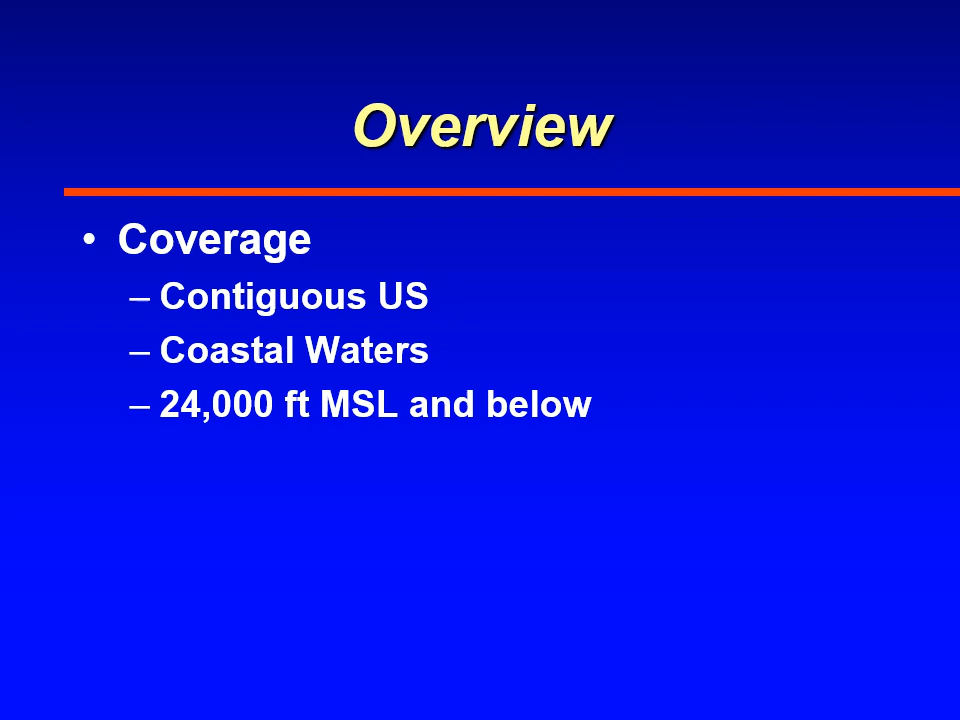 Overview
• Coverage
– Contiguous US
– Coastal Waters
– 24,000 ft MSL and below